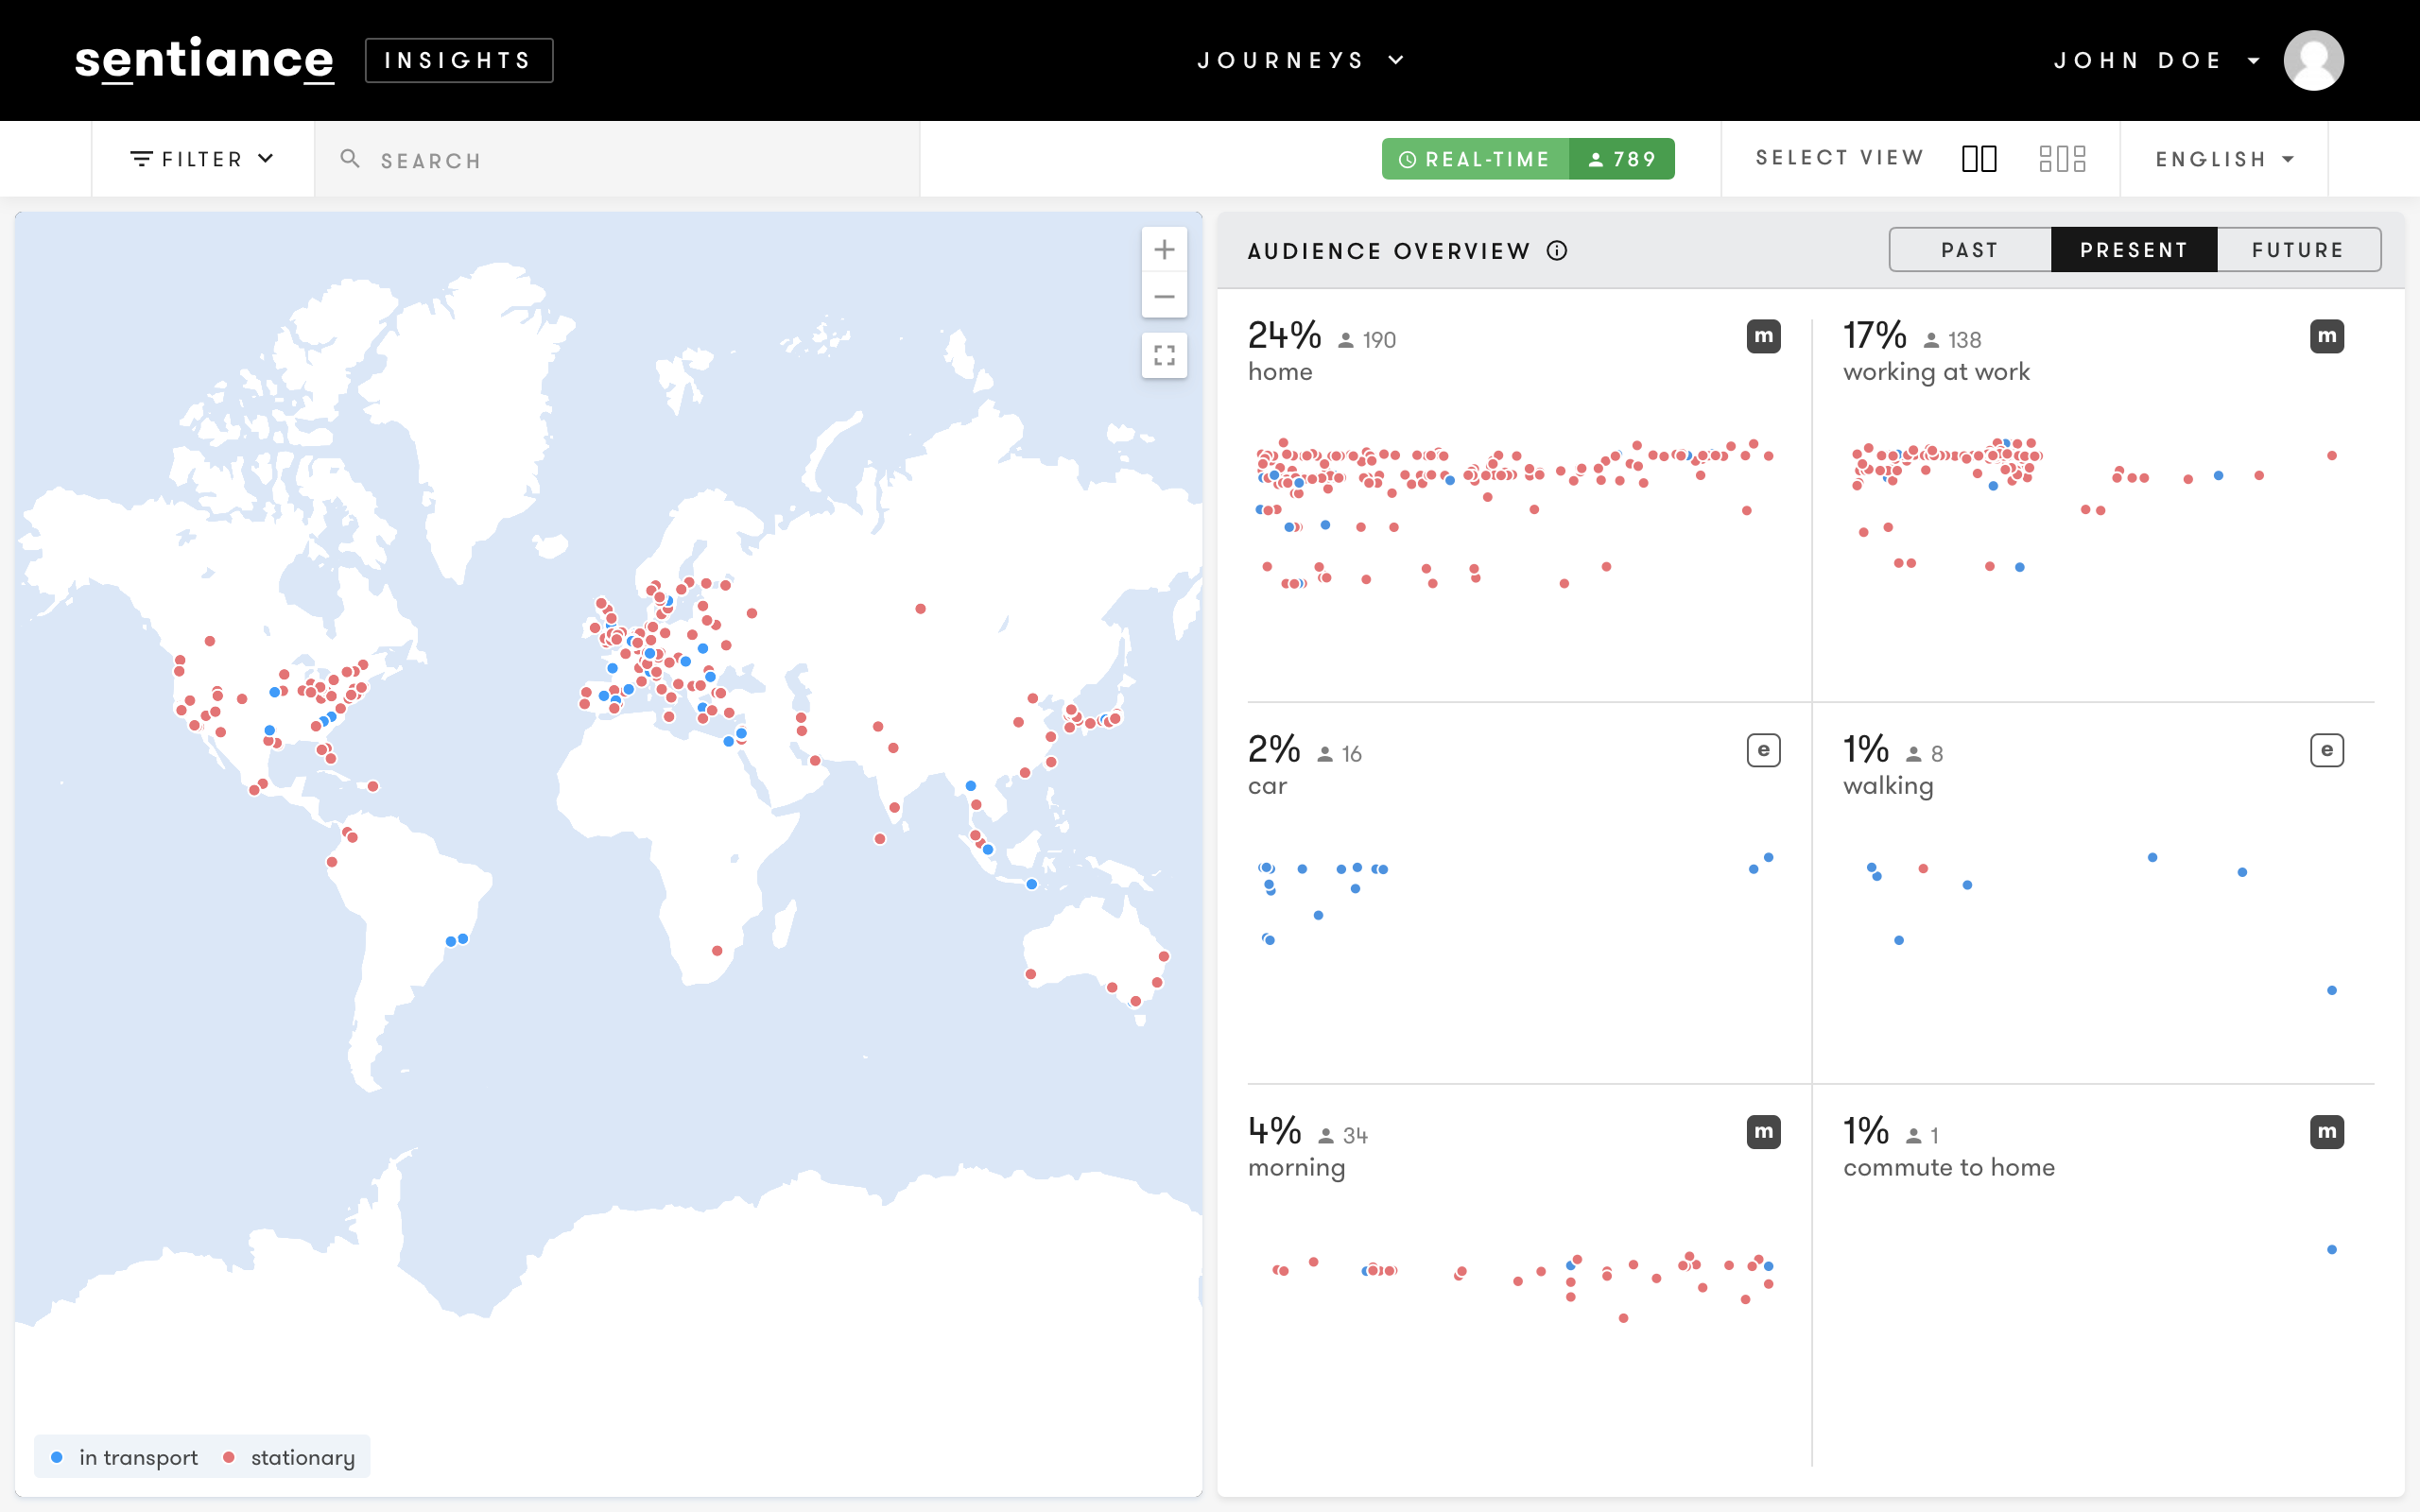 sentiance INSIGHTS JOURNEYS JOHN DOE
FILTER SEARCH REAL-TIME 789 SELECT VIEW ENGLISH
AUDIENCE OVERVIEW PAST PRESENT FUTURE
24% 190 m
home
17% 138 m
working at work
2% 16 e
car
1% 8 e
walking
4% 34 m
morning
1% 1 m
commute to home
in transport stationary